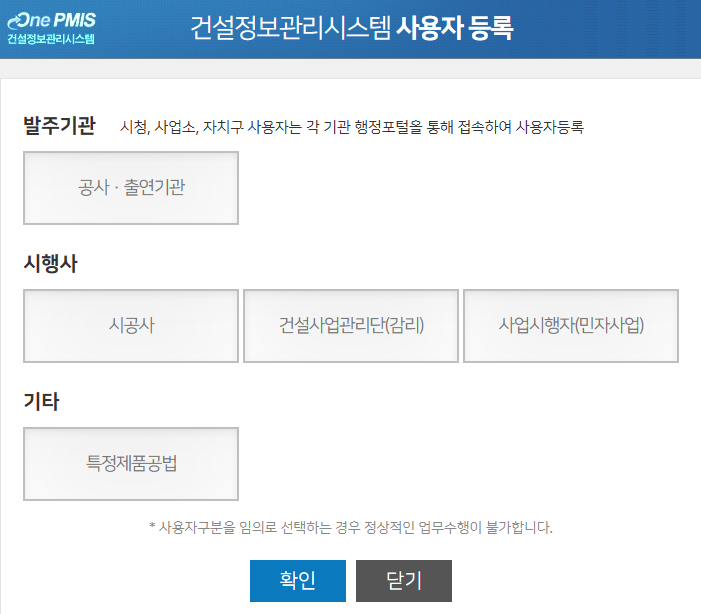 One PMIS
건설정보관리시스템
건설정보관리시스템 사용자 등록
발주기관 시청, 사업소, 자치구 사용자는 각 기관 행정포털을 통해 접속하여 사용자등록
공사 · 출연기관
시행사
시공사
건설사업관리단(감리)
사업시행자(민자사업)
기타
특정제품공법
* 사용자구분을 임의로 선택하는 경우 정상적인 업무수행이 불가합니다.
확인
닫기